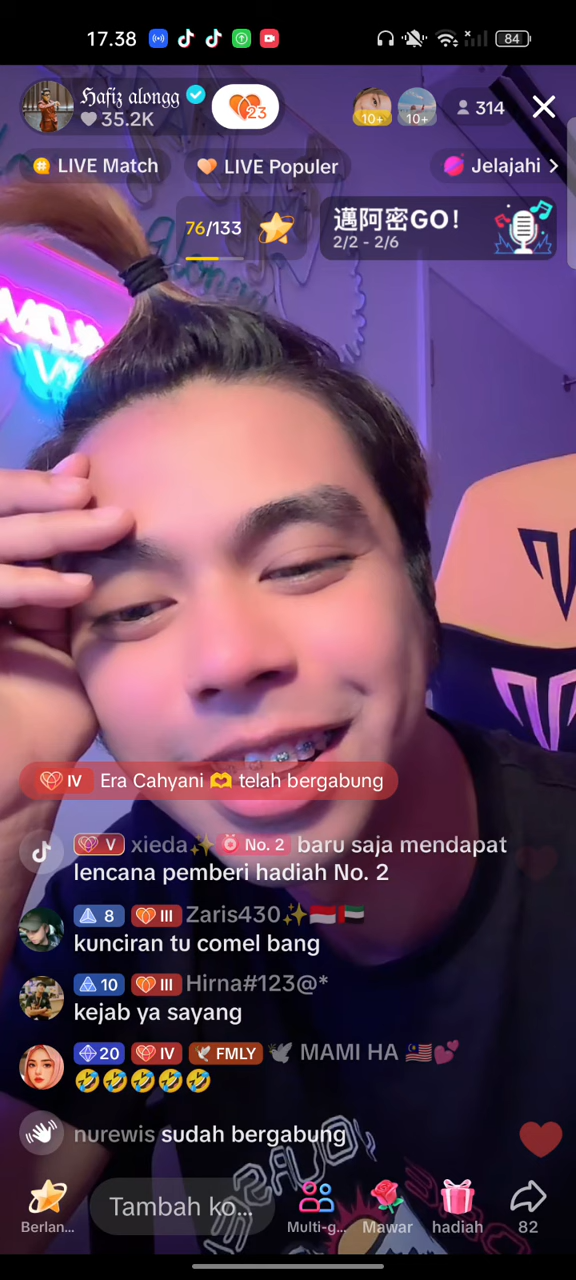 17.38
84
Hafiz alongg
35.2K
23
10+
10+
314
LIVE Match
LIVE Populer
Jelajahi
76/133
邁阿密GO!
2/2 - 2/6
IV Era Cahyani 🫶 telah bergabung
V xieda✨ No. 2 baru saja mendapat
lencana pemberi hadiah No. 2
8 III Zaris430✨🇮🇩🇦🇪
kunciran tu comel bang
10 III Hirna#123@*
kejab ya sayang
20 IV FMLY 🕊 MAMI HA 🇲🇾💕
🤣🤣🤣🤣🤣
nurewis sudah bergabung
Tambah ko...
Berlan...
Multi-g...
Mawar
hadiah
82